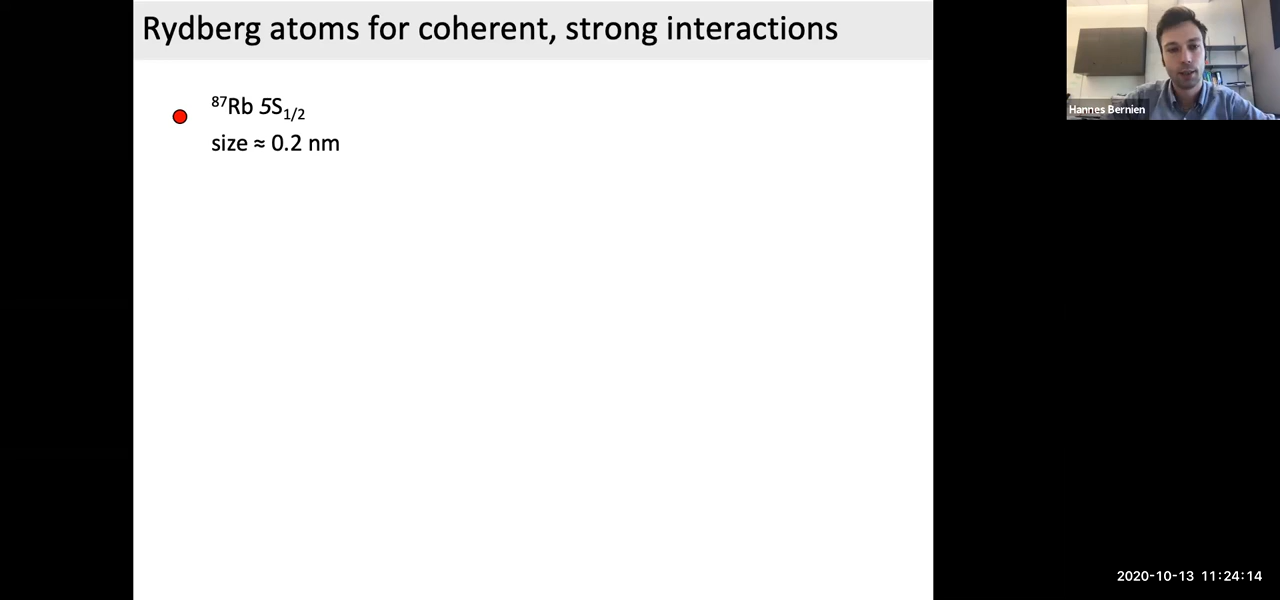 Rydberg atoms for coherent, strong interactions
⁸⁷Rb 5S₁/₂
size ≈ 0.2 nm
Hannes Bernien
2020-10-13 11:24:14